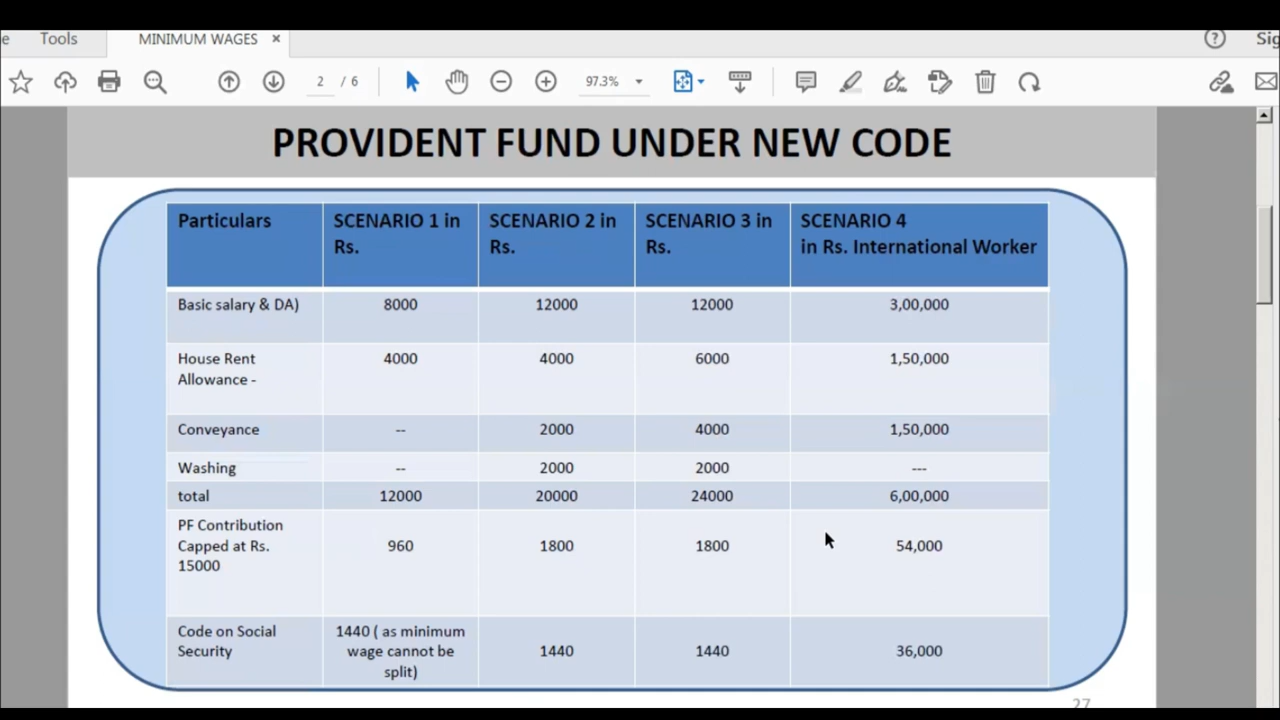 e Tools MINIMUM WAGES × ? Sig
2 / 6 97.3%
PROVIDENT FUND UNDER NEW CODE
Particulars SCENARIO 1 in Rs. SCENARIO 2 in Rs. SCENARIO 3 in Rs. SCENARIO 4 in Rs. International Worker
Basic salary & DA) 8000 12000 12000 3,00,000
House Rent Allowance - 4000 4000 6000 1,50,000
Conveyance -- 2000 4000 1,50,000
Washing -- 2000 2000 ---
total 12000 20000 24000 6,00,000
PF Contribution Capped at Rs. 15000 960 1800 1800 54,000
Code on Social Security 1440 ( as minimum wage cannot be split) 1440 1440 36,000
27